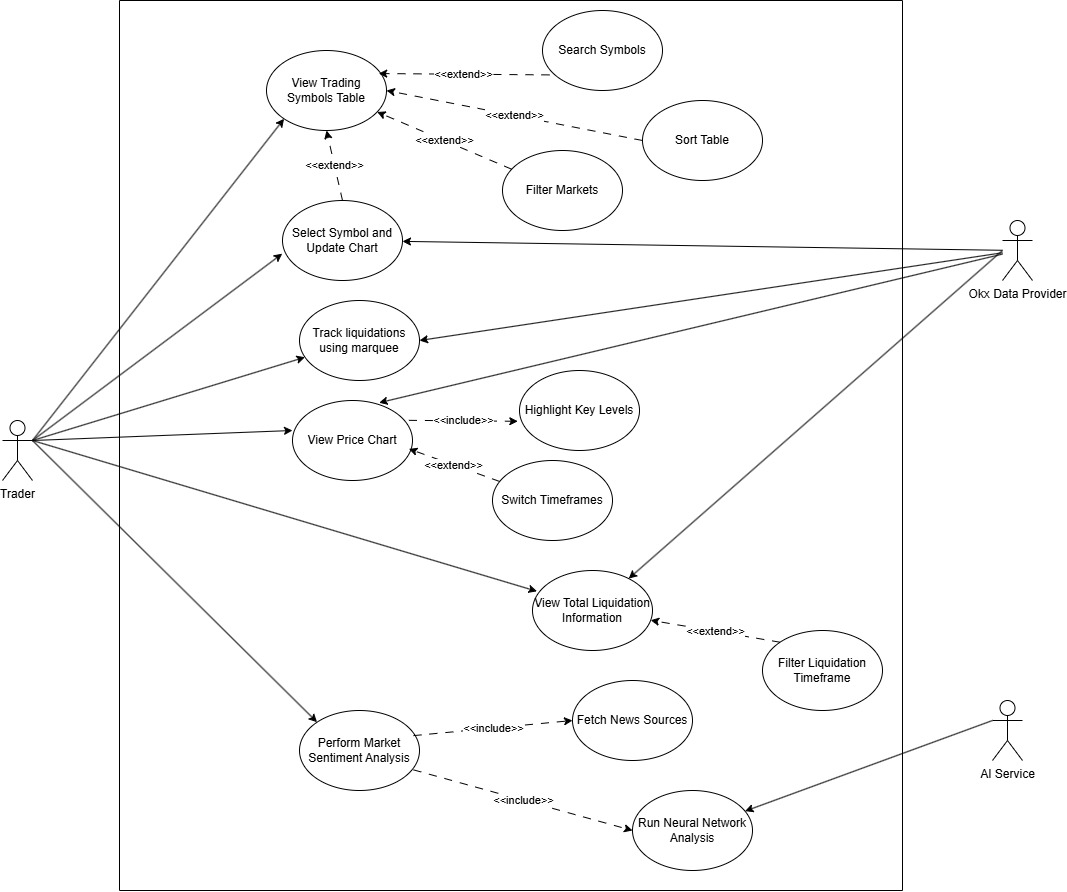 Search Symbols
View Trading
Symbols Table
<<extend>>
<<extend>>
Sort Table
<<extend>>
<<extend>>
Filter Markets
Select Symbol and
Update Chart
Okx Data Provider
Track liquidations
using marquee
Highlight Key Levels
<<include>>
View Price Chart
<<extend>>
Switch Timeframes
Trader
View Total Liquidation
Information
<<extend>>
Filter Liquidation
Timeframe
Fetch News Sources
<<include>>
Perform Market
Sentiment Analysis
AI Service
<<include>>
Run Neural Network
Analysis